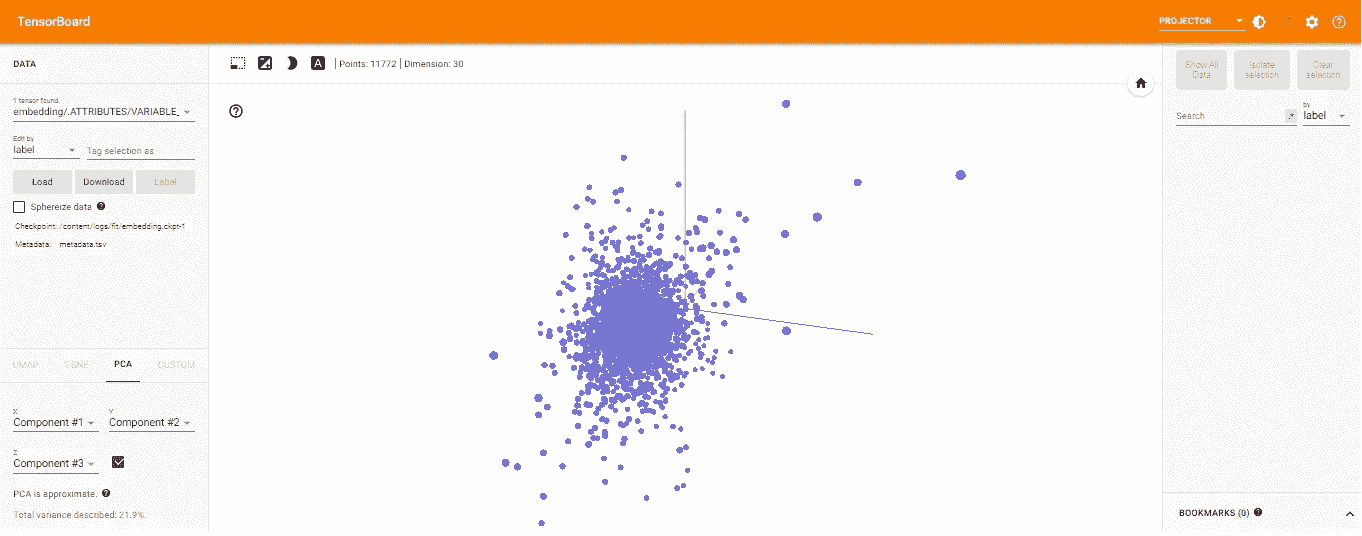 TensorBoard
PROJECTOR
DATA
1 tensor found
embedding/.ATTRIBUTES/VARIABLE_
Edit by
label
Tag selection as
Load
Download
Label
Sphereize data
Checkpoint: /content/logs/fit/embedding.ckpt-1
Metadata: metadata.tsv
A
Points: 11772 | Dimension: 30
Show All
Data
Isolate
selection
Clear
selection
Search
.*
by
label
UMAP T-SNE PCA CUSTOM
X
Component #1
Y
Component #2
Z
Component #3
PCA is approximate.
Total variance described: 21.9%.
BOOKMARKS (0)